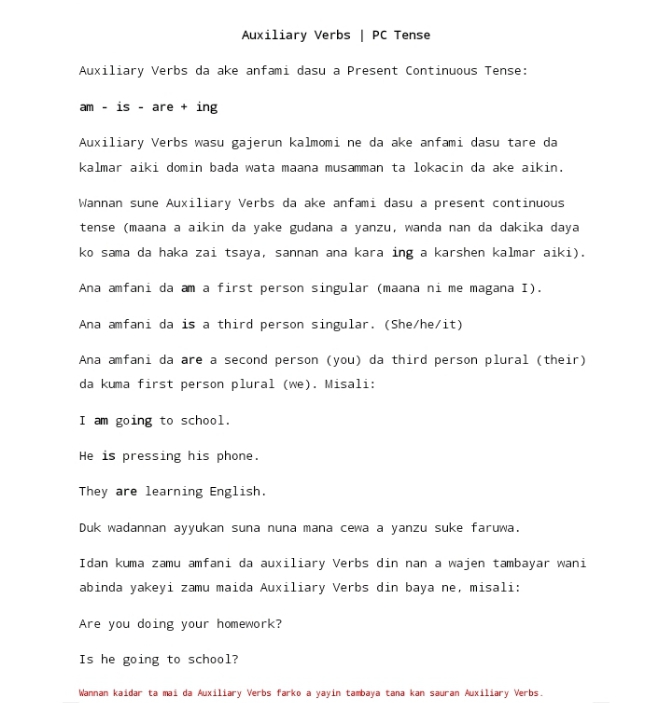 Auxiliary Verbs | PC Tense
Auxiliary Verbs da ake anfami dasu a Present Continuous Tense:
am - is - are + ing
Auxiliary Verbs wasu gajerun kalmomi ne da ake anfami dasu tare da
kalmar aiki domin bada wata maana musamman ta lokacin da ake aikin.
Wannan sune Auxiliary Verbs da ake anfami dasu a present continuous
tense (maana a aikin da yake gudana a yanzu, wanda nan da dakika daya
ko sama da haka zai tsaya, sannan ana kara ing a karshen kalmar aiki).
Ana amfani da am a first person singular (maana ni me magana I).
Ana amfani da is a third person singular. (She/he/it)
Ana amfani da are a second person (you) da third person plural (their)
da kuma first person plural (we). Misali:
I am going to school.
He is pressing his phone.
They are learning English.
Duk wadannan ayyukan suna nuna mana cewa a yanzu suke faruwa.
Idan kuma zamu amfani da auxiliary Verbs din nan a wajen tambayar wani
abinda yakeyi zamu maida Auxiliary Verbs din baya ne, misali:
Are you doing your homework?
Is he going to school?
Wannan kaidar ta mai da Auxiliary Verbs farko a yayin tambaya tana kan sauran Auxiliary Verbs.